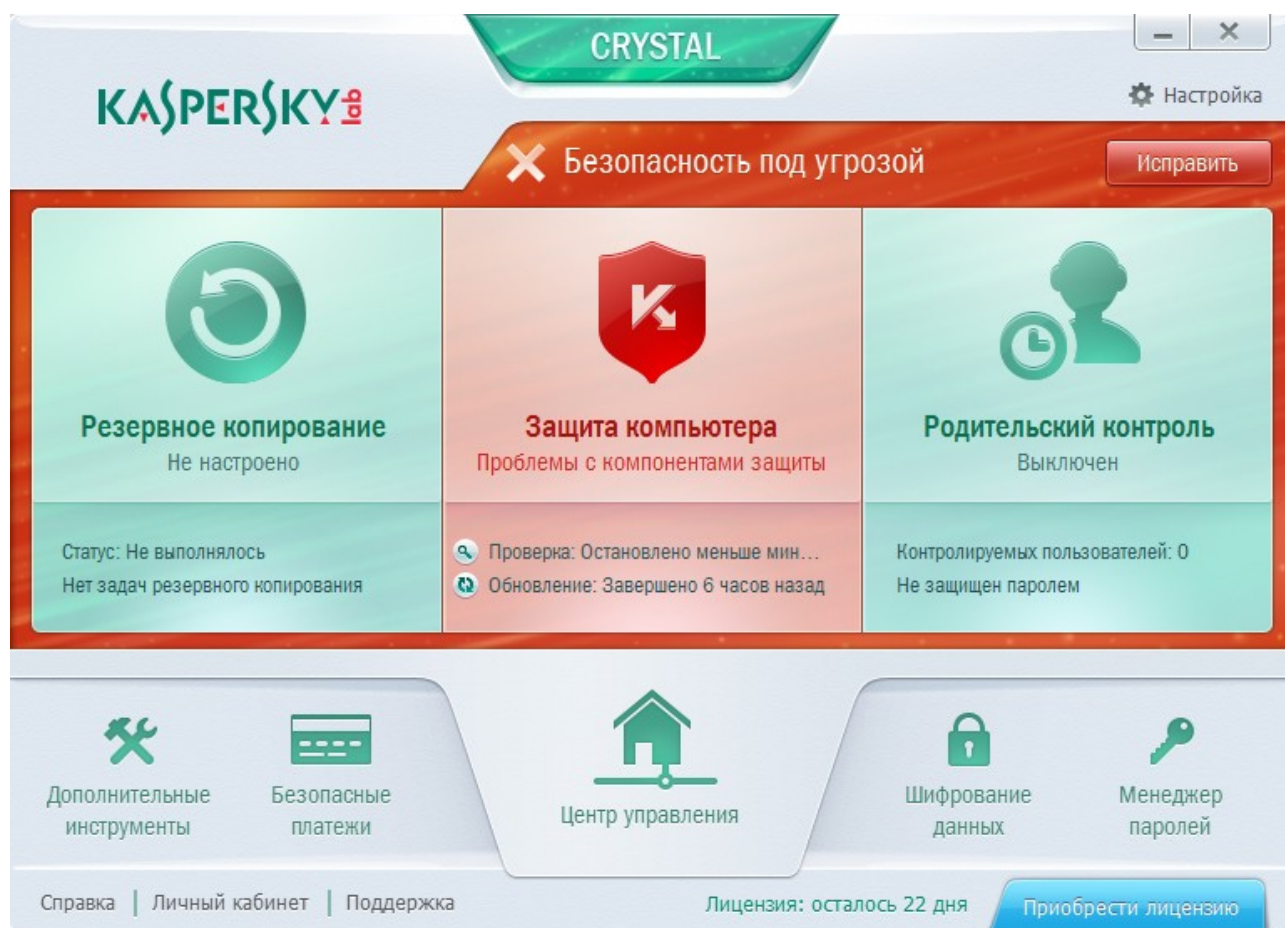 CRYSTAL
KASPERSKY lab
Настройка
Безопасность под угрозой
Исправить
Резервное копирование
Не настроено
Статус: Не выполнялось
Нет задач резервного копирования
Защита компьютера
Проблемы с компонентами защиты
Проверка: Остановлено меньше мин...
Обновление: Завершено 6 часов назад
Родительский контроль
Выключен
Контролируемых пользователей: 0
Не защищен паролем
Дополнительные
инструменты
Безопасные
платежи
Центр управления
Шифрование
данных
Менеджер
паролей
Справка | Личный кабинет | Поддержка
Лицензия: осталось 22 дня
Приобрести лицензию